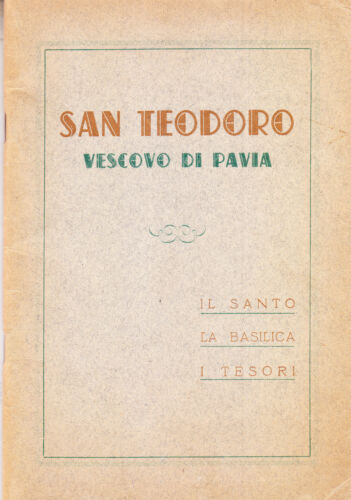 SAN TEODORO
VESCOVO DI PAVIA
IL SANTO
LA BASILICA
I TESORI